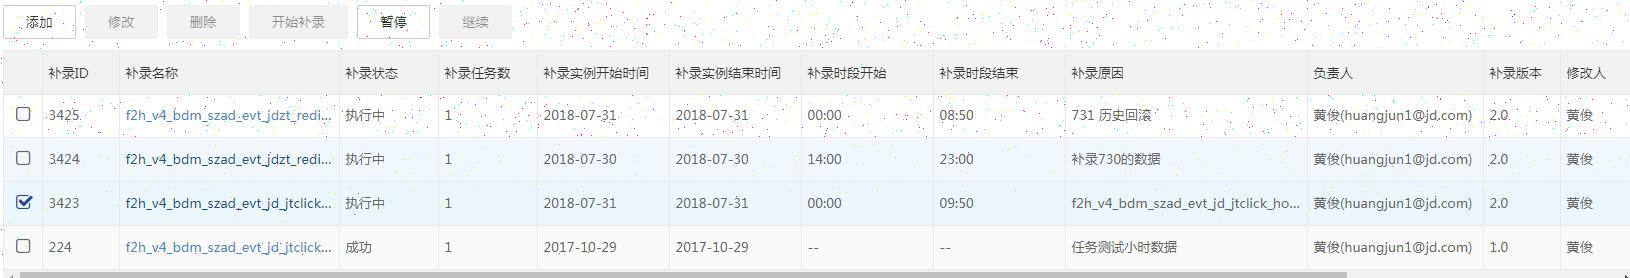 添加 修改 删除 开始补录 暂停 继续
补录ID 补录名称 补录状态 补录任务数 补录实例开始时间 补录实例结束时间 补录时段开始 补录时段结束 补录原因 负责人 补录版本 修改人
3425 f2h_v4_bdm_szad_evt_jdzt_redi... 执行中 1 2018-07-31 2018-07-31 00:00 08:50 731 历史回滚 黄俊(huangjun1@jd.com) 2.0 黄俊
3424 f2h_v4_bdm_szad_evt_jdzt_redi... 执行中 1 2018-07-30 2018-07-30 14:00 23:00 补录730的数据 黄俊(huangjun1@jd.com) 2.0 黄俊
3423 f2h_v4_bdm_szad_evt_jd_jtclick... 执行中 1 2018-07-31 2018-07-31 00:00 09:50 f2h_v4_bdm_szad_evt_jd_jtclick_ho... 黄俊(huangjun1@jd.com) 2.0 黄俊
224 f2h_v4_bdm_szad_evt_jd_jtclick... 成功 1 2017-10-29 2017-10-29 -- -- 任务测试小时数据 黄俊(huangjun1@jd.com) 1.0 黄俊